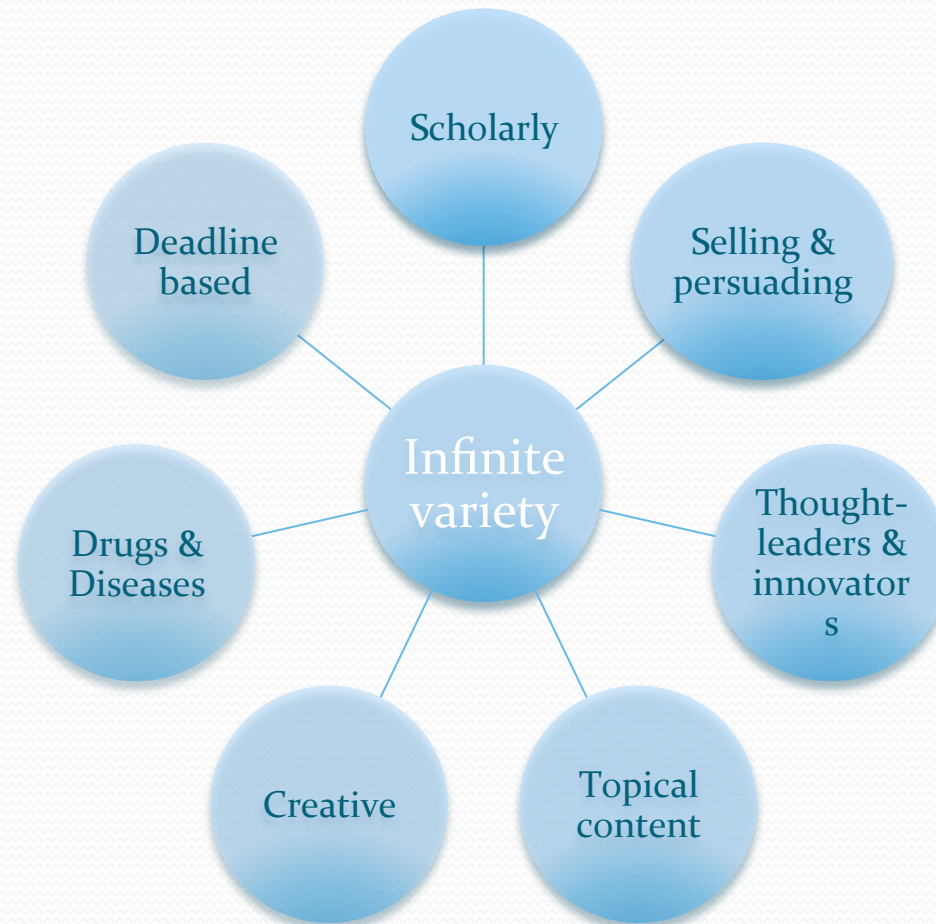 Scholarly
Selling &
persuading
Thought-
leaders &
innovator
s
Topical
content
Creative
Drugs &
Diseases
Deadline
based
Infinite
variety